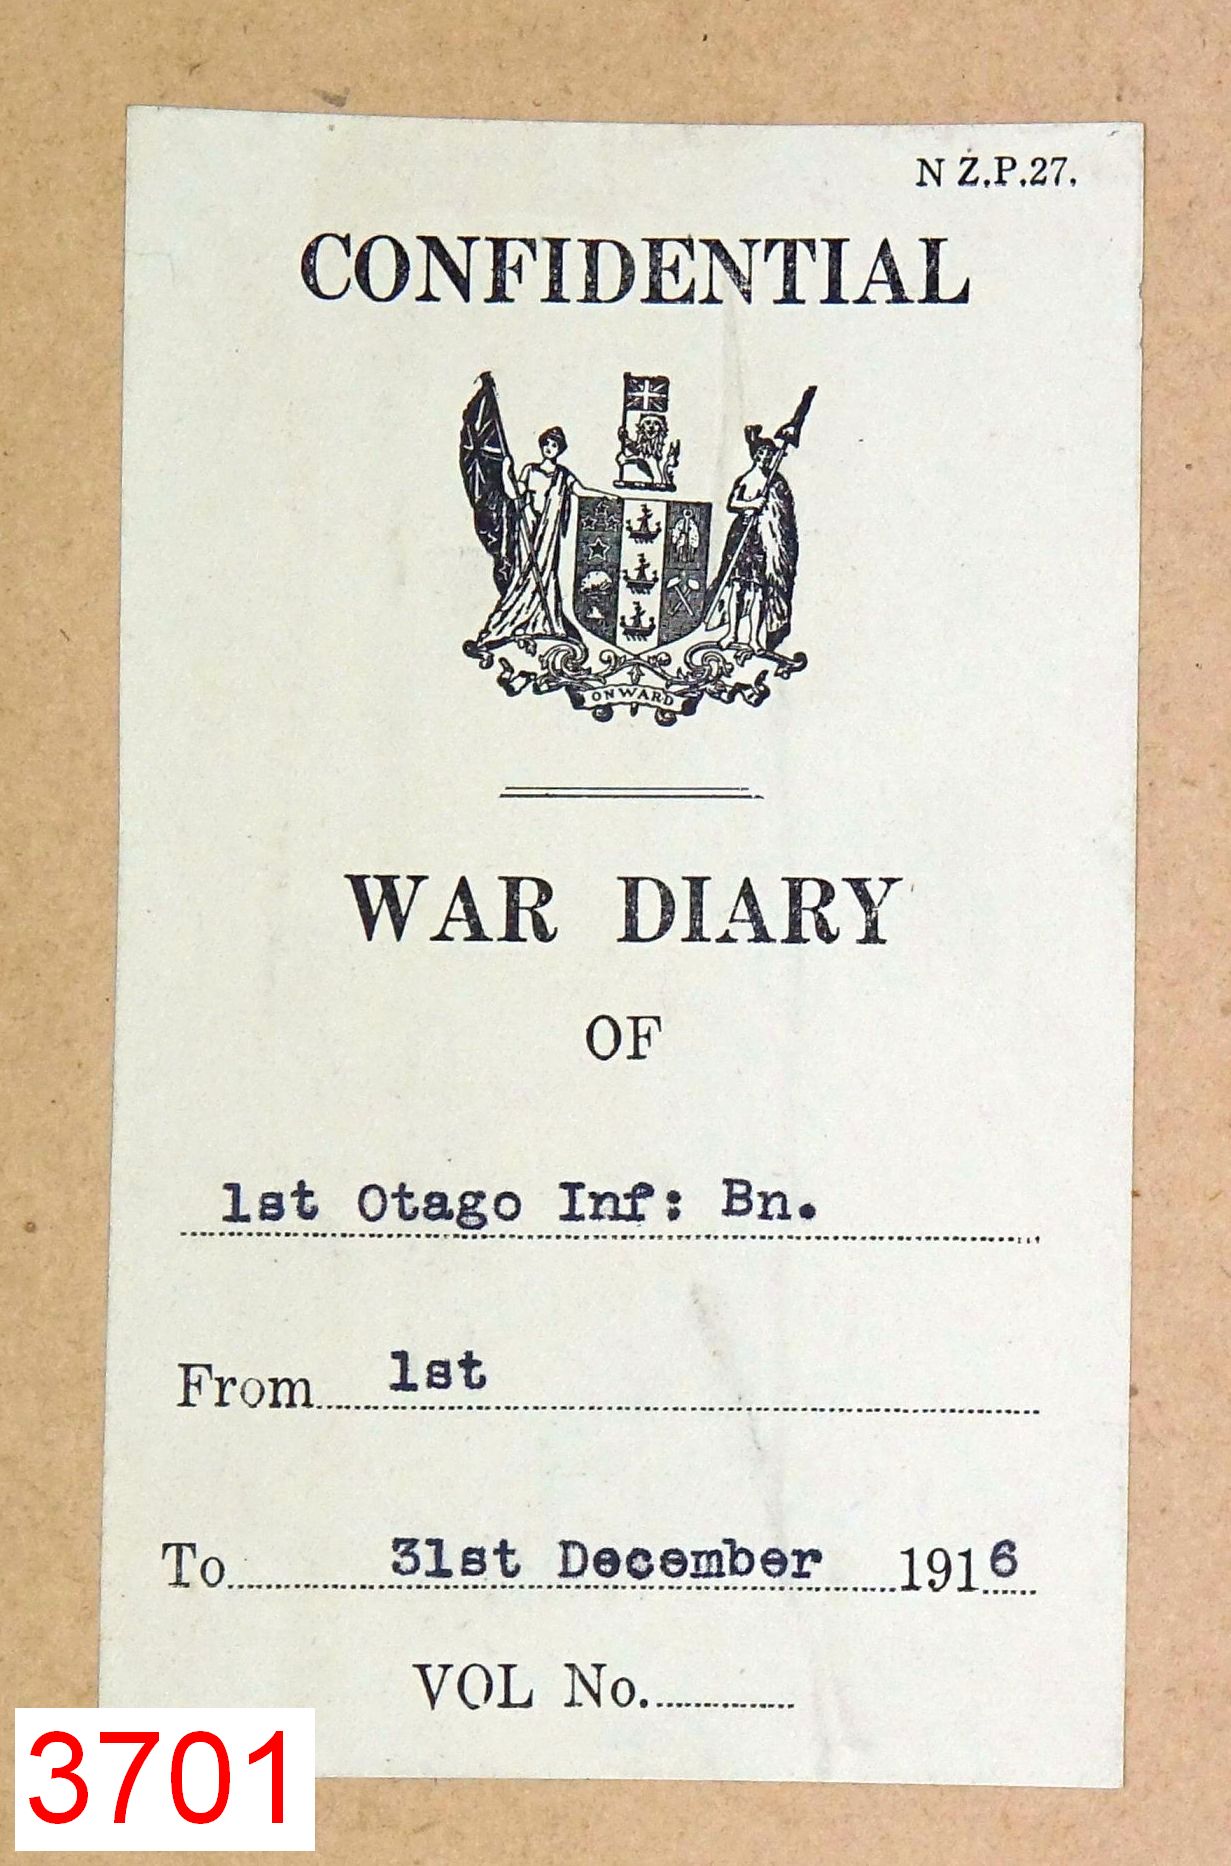 N Z.P.27.
CONFIDENTIAL
ONWARD
WAR DIARY
OF
1st Otago Inf: Bn.
From 1st
To 31st December 1916
VOL No.
3701